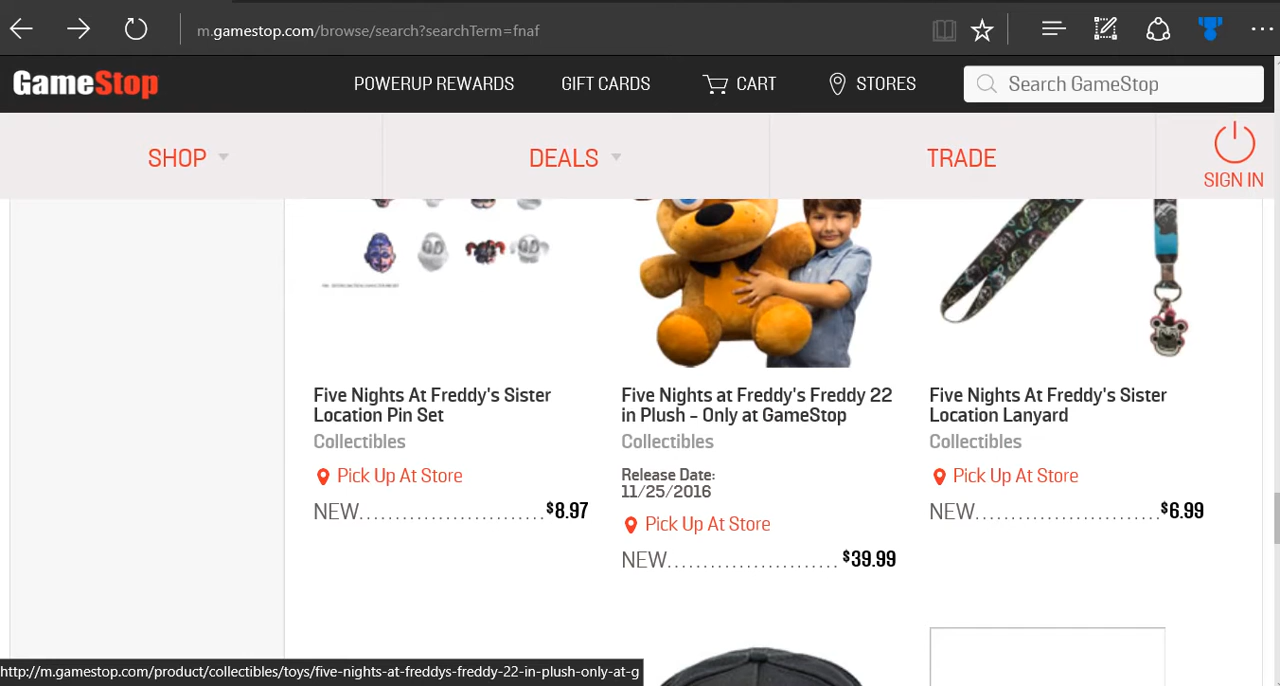 m.gamestop.com/browse/search?searchTerm=fnaf
GameStop
POWERUP REWARDS
GIFT CARDS
CART
STORES
Search GameStop
SHOP
DEALS
TRADE
SIGN IN
Five Nights At Freddy's Sister
Location Pin Set
Collectibles
Pick Up At Store
NEW..........................$8.97
Five Nights at Freddy's Freddy 22
in Plush - Only at GameStop
Collectibles
Release Date:
11/25/2016
Pick Up At Store
NEW........................$39.99
Five Nights At Freddy's Sister
Location Lanyard
Collectibles
Pick Up At Store
NEW..........................$6.99
http://m.gamestop.com/product/collectibles/toys/five-nights-at-freddys-freddy-22-in-plush-only-at-g